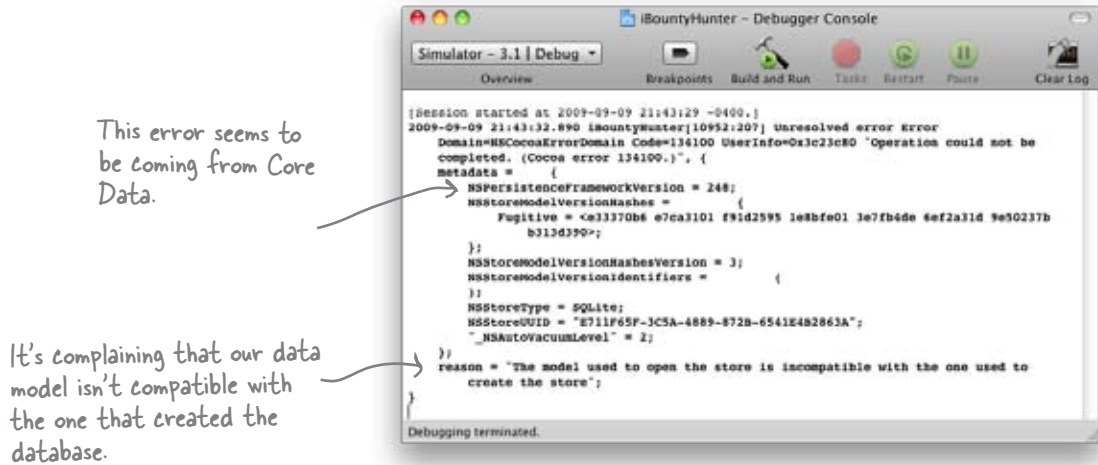 iBountyHunter – Debugger Console
Simulator – 3.1 | Debug
Overview
Breakpoints
Build and Run
Tasks
Restart
Pause
Clear Log
This error seems to
be coming from Core
Data.
[Session started at 2009-09-09 21:43:29 -0400.]
2009-09-09 21:43:32.890 iBountyHunter[10952:207] Unresolved error Error
Domain=NSCocoaErrorDomain Code=134100 UserInfo=0x3c23c80 "Operation could not be
completed. (Cocoa error 134100.)", {
metadata =     {
NSPersistenceFrameworkVersion = 248;
NSStoreModelVersionHashes =         {
Fugitive = <e33370b6 e7ca3101 f91d2595 1e8bfe01 3e7fb4de 6ef2a31d 9e50237b
b313d390>;
};
NSStoreModelVersionHashesVersion = 3;
NSStoreModelVersionIdentifiers =         (
);
NSStoreType = SQLite;
NSStoreUUID = "E711F65F-3C5A-4889-872B-6541E4B2863A";
"_NSAutoVacuumLevel" = 2;
};
reason = "The model used to open the store is incompatible with the one used to
create the store";
}
It's complaining that our data
model isn't compatible with
the one that created the
database.
Debugging terminated.